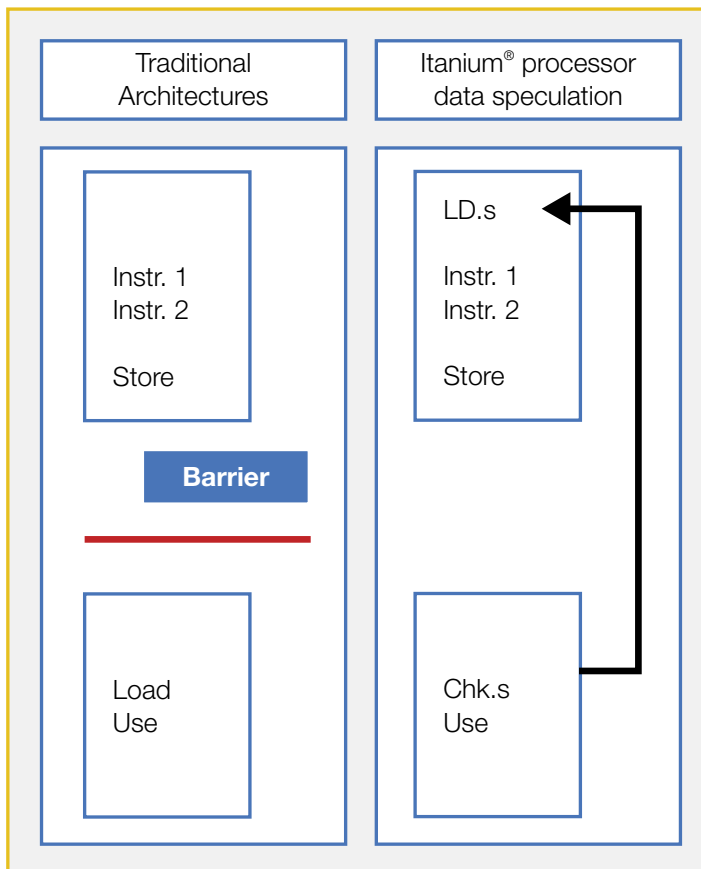 Traditional
Architectures
Itanium® processor
data speculation
Instr. 1
Instr. 2
Store
Barrier
Load
Use
LD.s
Instr. 1
Instr. 2
Store
Chk.s
Use